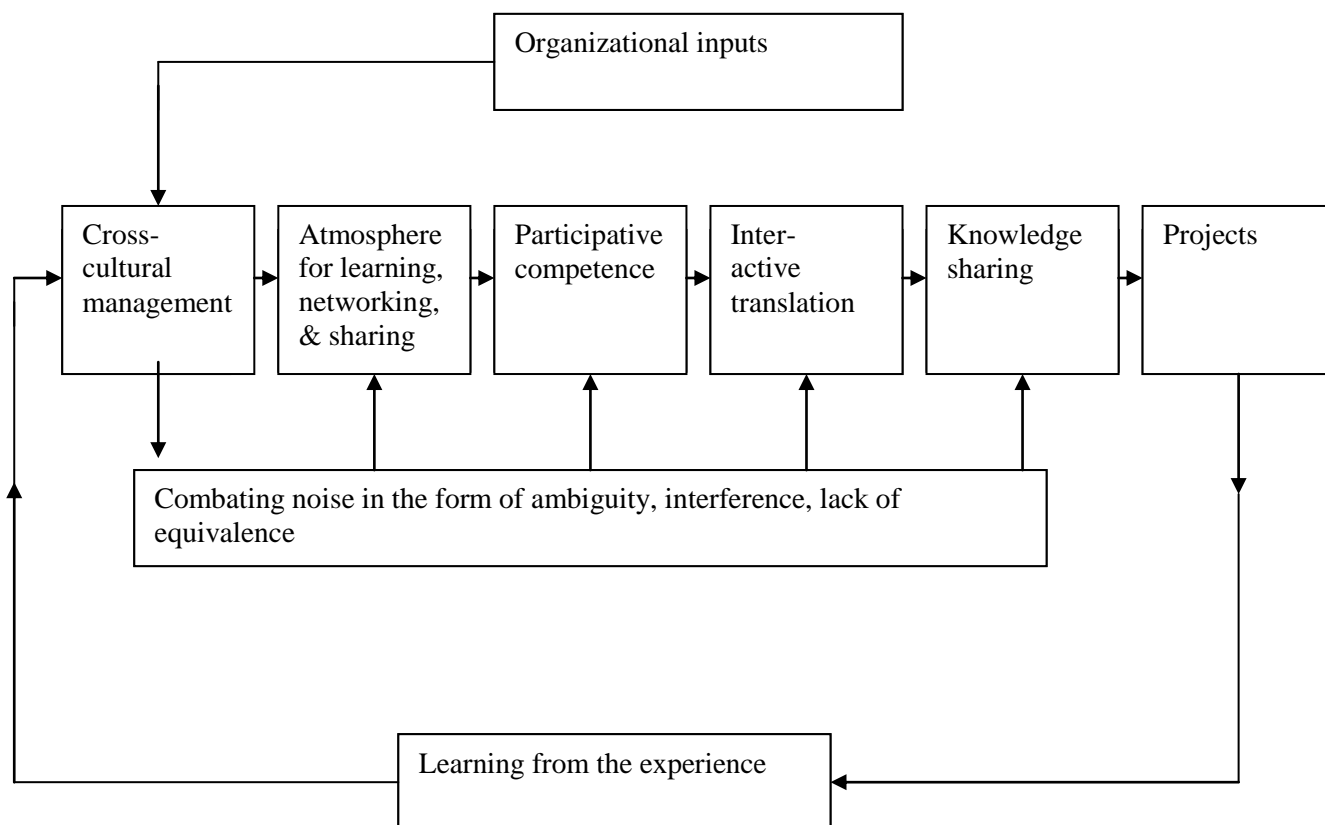 Organizational inputs
Cross-
cultural
management
Atmosphere
for learning,
networking,
& sharing
Participative
competence
Inter-
active
translation
Knowledge
sharing
Projects
Combating noise in the form of ambiguity, interference, lack of
equivalence
Learning from the experience